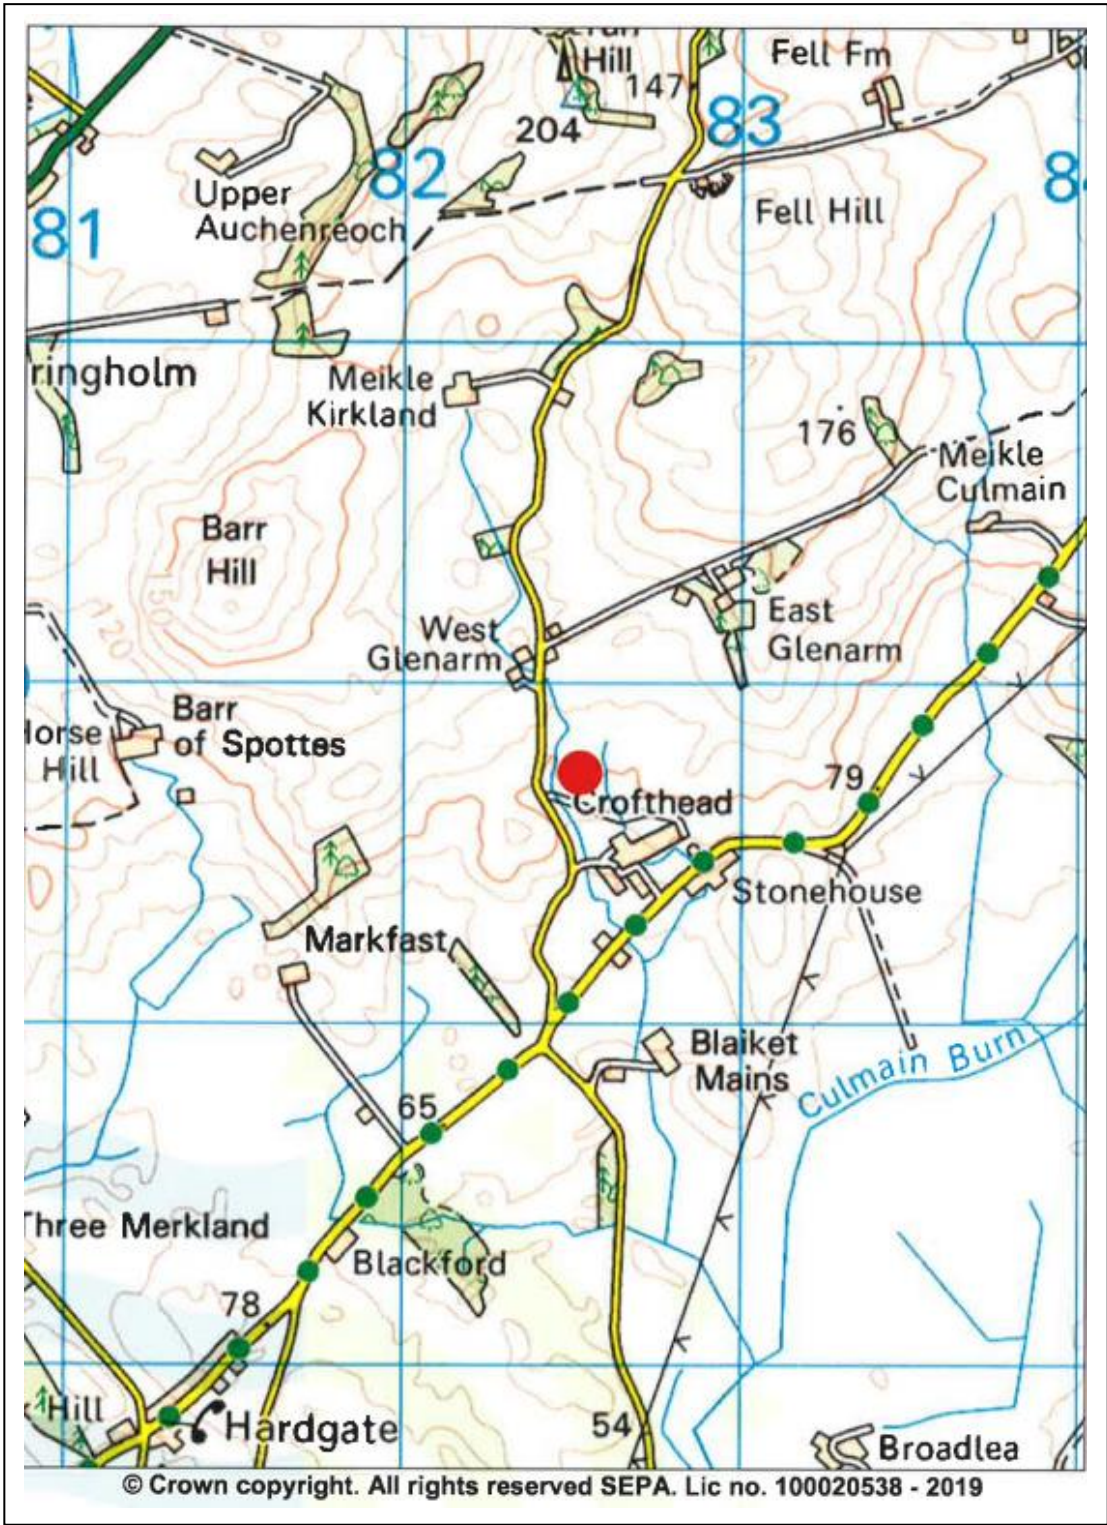 Hill
147
Fell Fm
204
83
82
Upper
Auchenreoch
81
Fell Hill
ringholm
Meikle
Kirkland
176
Meikle
Culmain
Barr
Hill
150
120
West
Glenarm
East
Glenarm
Barr
of Spottes
Hill
79
Crofthead
Stonehouse
Markfast
Blaiket
Mains
Culmain Burn
65
Three Merkland
Blackford
78
Hill
Hardgate
54
Broadlea
© Crown copyright. All rights reserved SEPA. Lic no. 100020538 - 2019